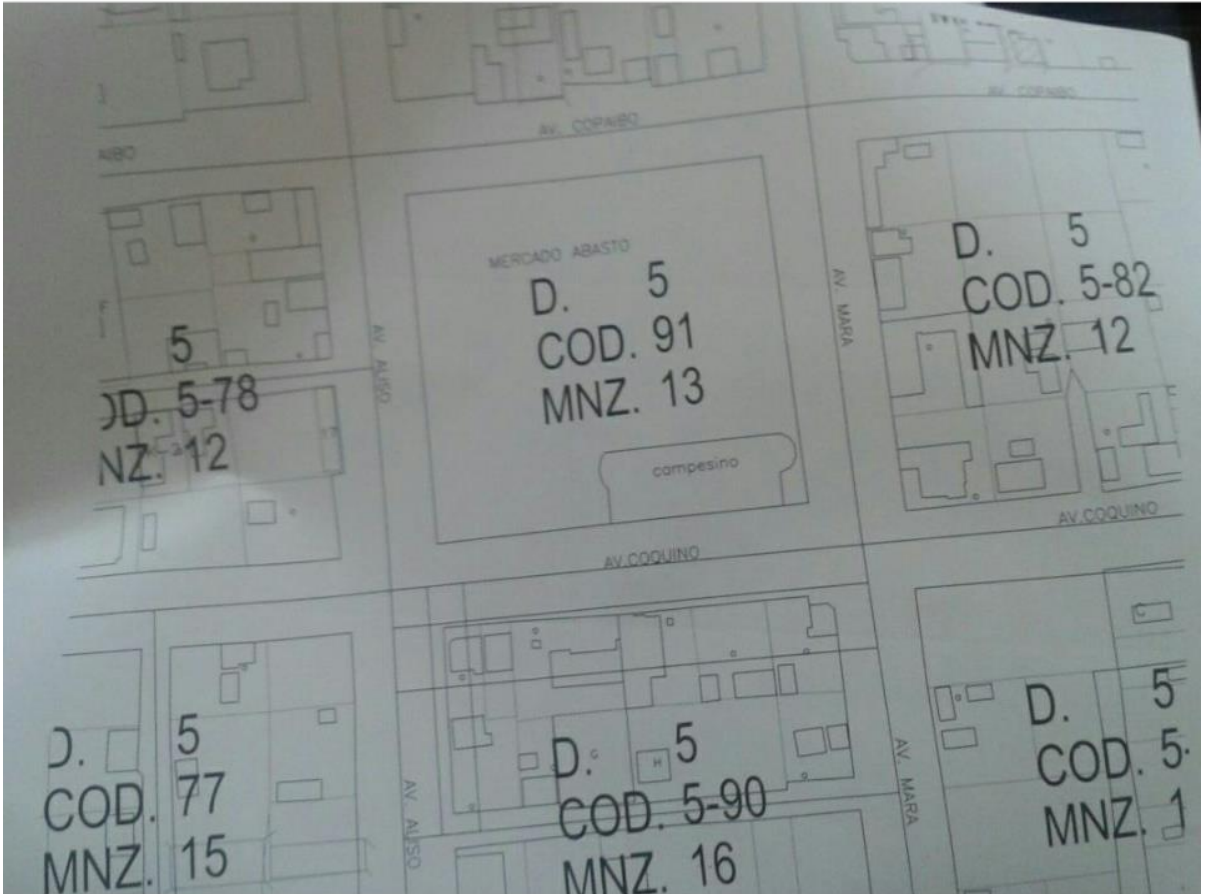 AV. COPAIBO
AV. COPAIBO
AIBO
MERCADO ABASTO
D. 5
COD. 91
MNZ. 13
campesino
D. 5
COD. 5-82
MNZ. 12
5
OD. 5-78
NZ. 12
AV. ALISO
AV. MARA
AV.COQUINO
AV.COQUINO
D. 5
COD. 77
MNZ. 15
AV. ALISO
C
H
D. 5
COD. 5-90
MNZ. 16
AV. MARA
C
D. 5
COD. 5-
MNZ. 1